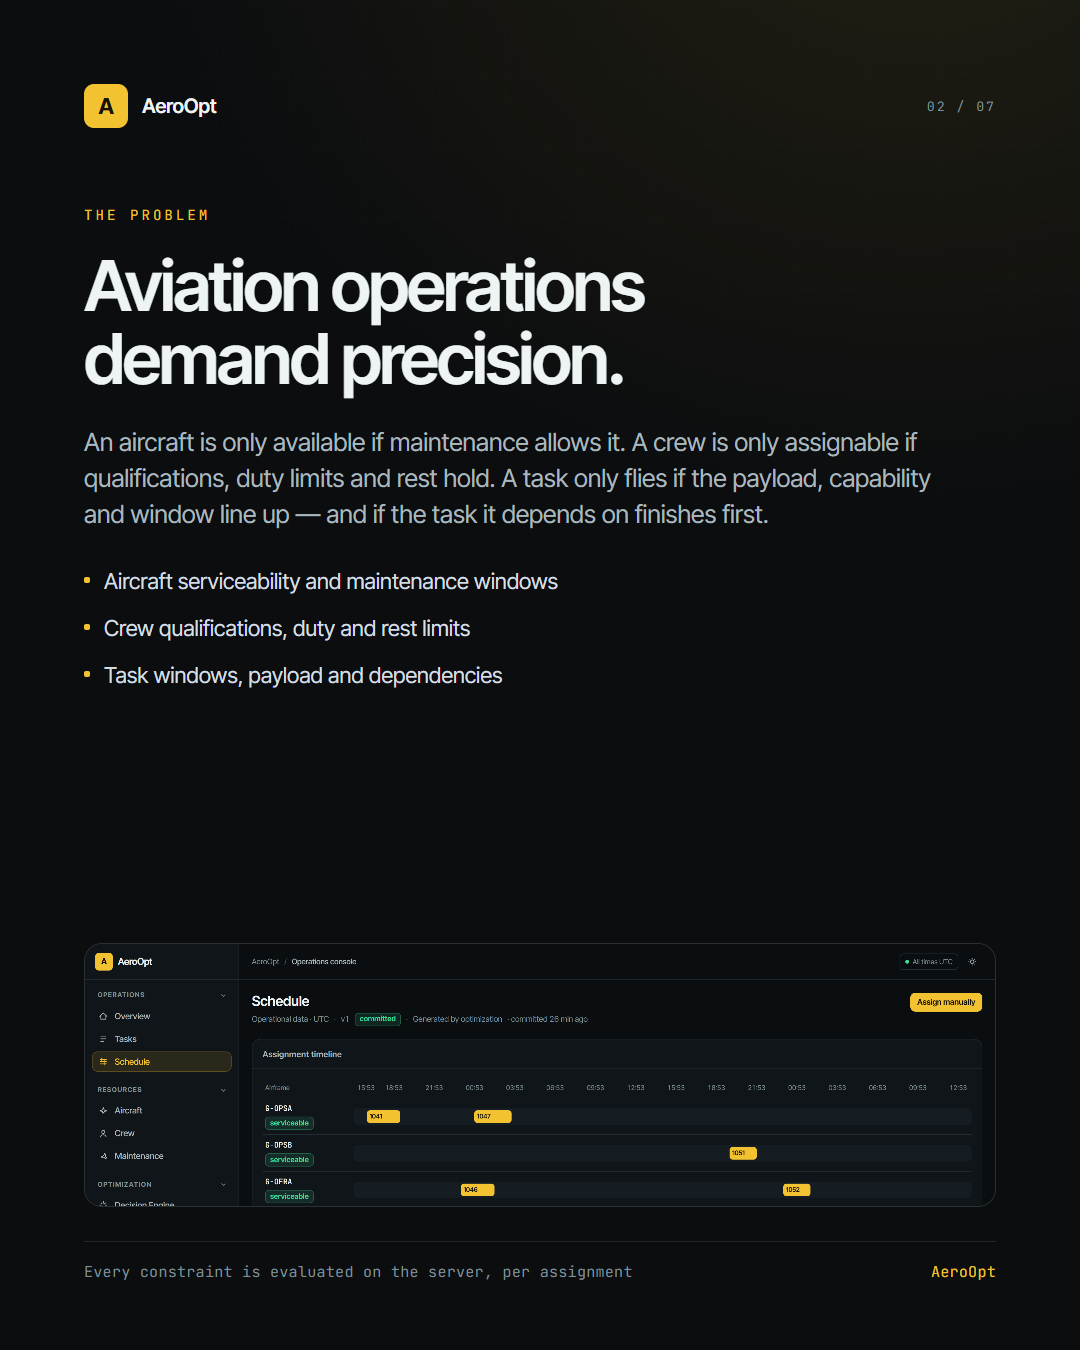 A AeroOpt
02 / 07
THE PROBLEM
Aviation operations
demand precision.
An aircraft is only available if maintenance allows it. A crew is only assignable if
qualifications, duty limits and rest hold. A task only flies if the payload, capability
and window line up — and if the task it depends on finishes first.
Aircraft serviceability and maintenance windows
Crew qualifications, duty and rest limits
Task windows, payload and dependencies
A AeroOpt
AeroOpt / Operations console
All times UTC
OPERATIONS
Overview
Tasks
Schedule
RESOURCES
Aircraft
Crew
Maintenance
OPTIMIZATION
Decision Engine
Schedule
Assign manually
Operational data · UTC · v1 committed · Generated by optimization · committed 26 min ago
Assignment timeline
Airframe 15:53 18:53 21:53 00:53 03:53 06:53 09:53 12:53 15:53 18:53 21:53 00:53 03:53 06:53 09:53 12:53
G-OPSA
serviceable
1041 1047
G-OPSB
serviceable
1051
G-OFRA
serviceable
1046 1052
Every constraint is evaluated on the server, per assignment
AeroOpt